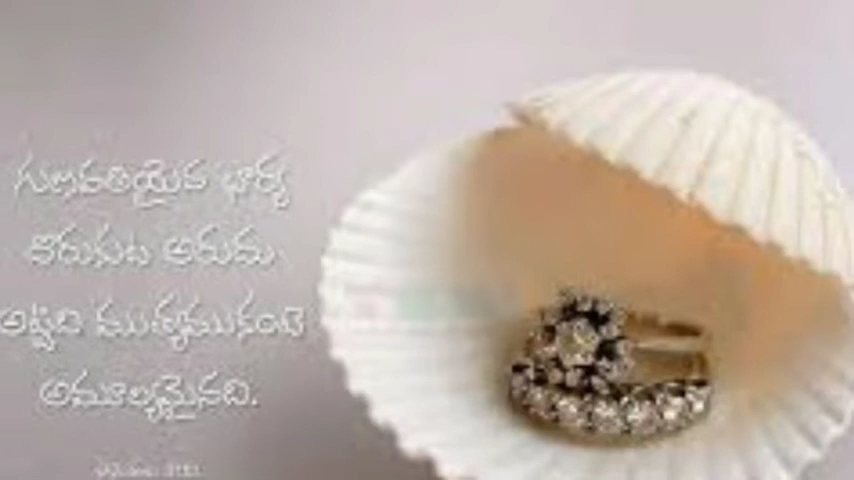 గుణవతియైన భార్య
దొరుకుట అరుదు
అట్టిది ముత్యముకంటె
అమూల్యమైనది.